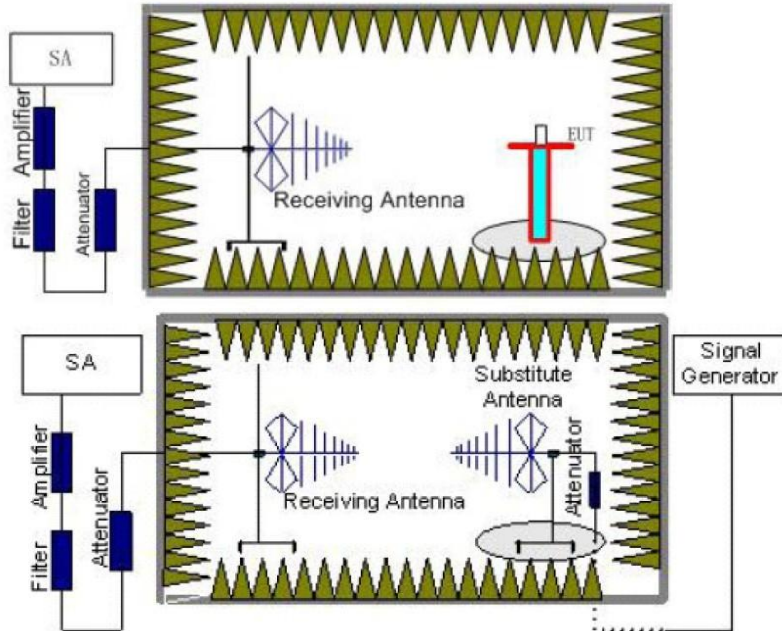 SA
Amplifier
Filter
Attenuator
Receiving Antenna
EUT
SA
Amplifier
Filter
Attenuator
Receiving Antenna
Substitute
Antenna
Attenuator
Signal
Generator